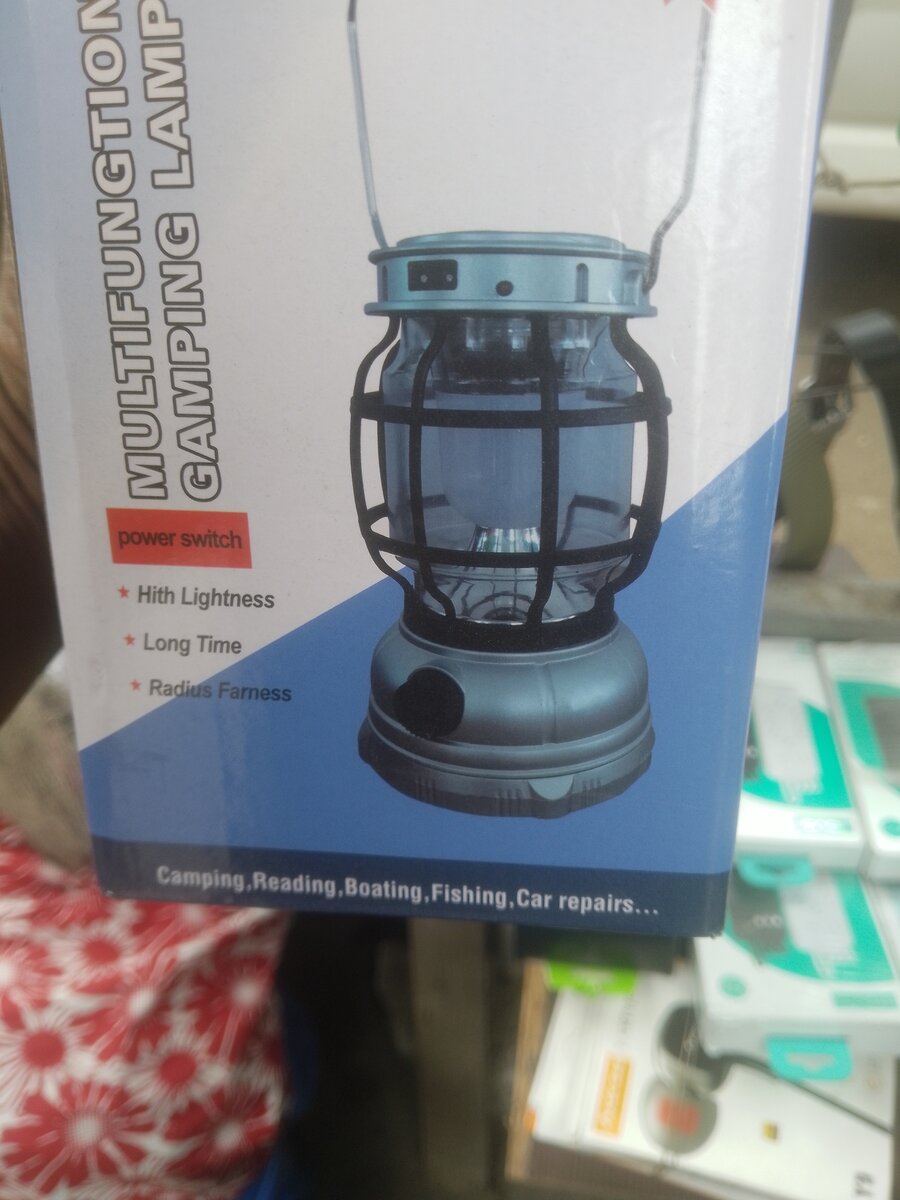 MULTIFUNGTION
GAMPING LAMP
power switch
Hith Lightness
Long Time
Radius Farness
Camping,Reading,Boating,Fishing,Car repairs...